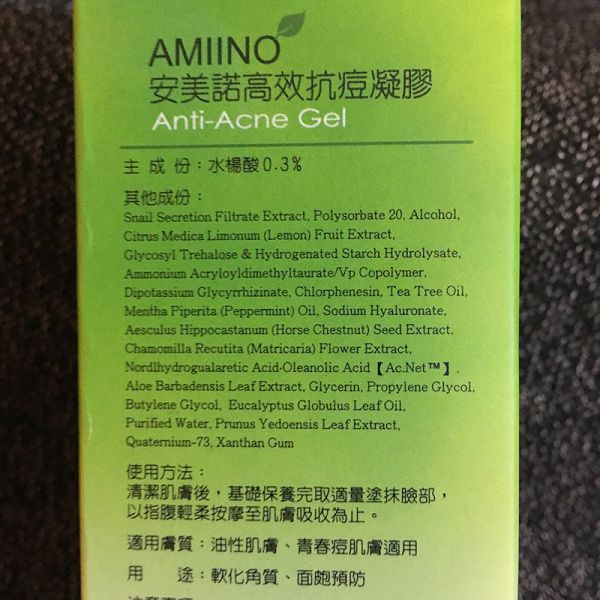 AMIINO
安美諾高效抗痘凝膠
Anti-Acne Gel
主 成 份：水楊酸0.3%
其他成份：
Snail Secretion Filtrate Extract, Polysorbate 20, Alcohol,
Citrus Medica Limonum (Lemon) Fruit Extract,
Glycosyl Trehalose & Hydrogenated Starch Hydrolysate,
Ammonium Acryloyldimethyltaurate/Vp Copolymer,
Dipotassium Glycyrrhizinate, Chlorphenesin, Tea Tree Oil,
Mentha Piperita (Peppermint) Oil, Sodium Hyaluronate,
Aesculus Hippocastanum (Horse Chestnut) Seed Extract,
Chamomilla Recutita (Matricaria) Flower Extract,
Nordlhydrogualaretic Acid-Oleanolic Acid【Ac.Net™】,
Aloe Barbadensis Leaf Extract, Glycerin, Propylene Glycol,
Butylene Glycol, Eucalyptus Globulus Leaf Oil,
Purified Water, Prunus Yedoensis Leaf Extract,
Quaternium-73, Xanthan Gum
使用方法：
清潔肌膚後，基礎保養完取適量塗抹臉部，
以指腹輕柔按摩至肌膚吸收為止。
適用膚質：油性肌膚、青春痘肌膚適用
用 途：軟化角質、面皰預防